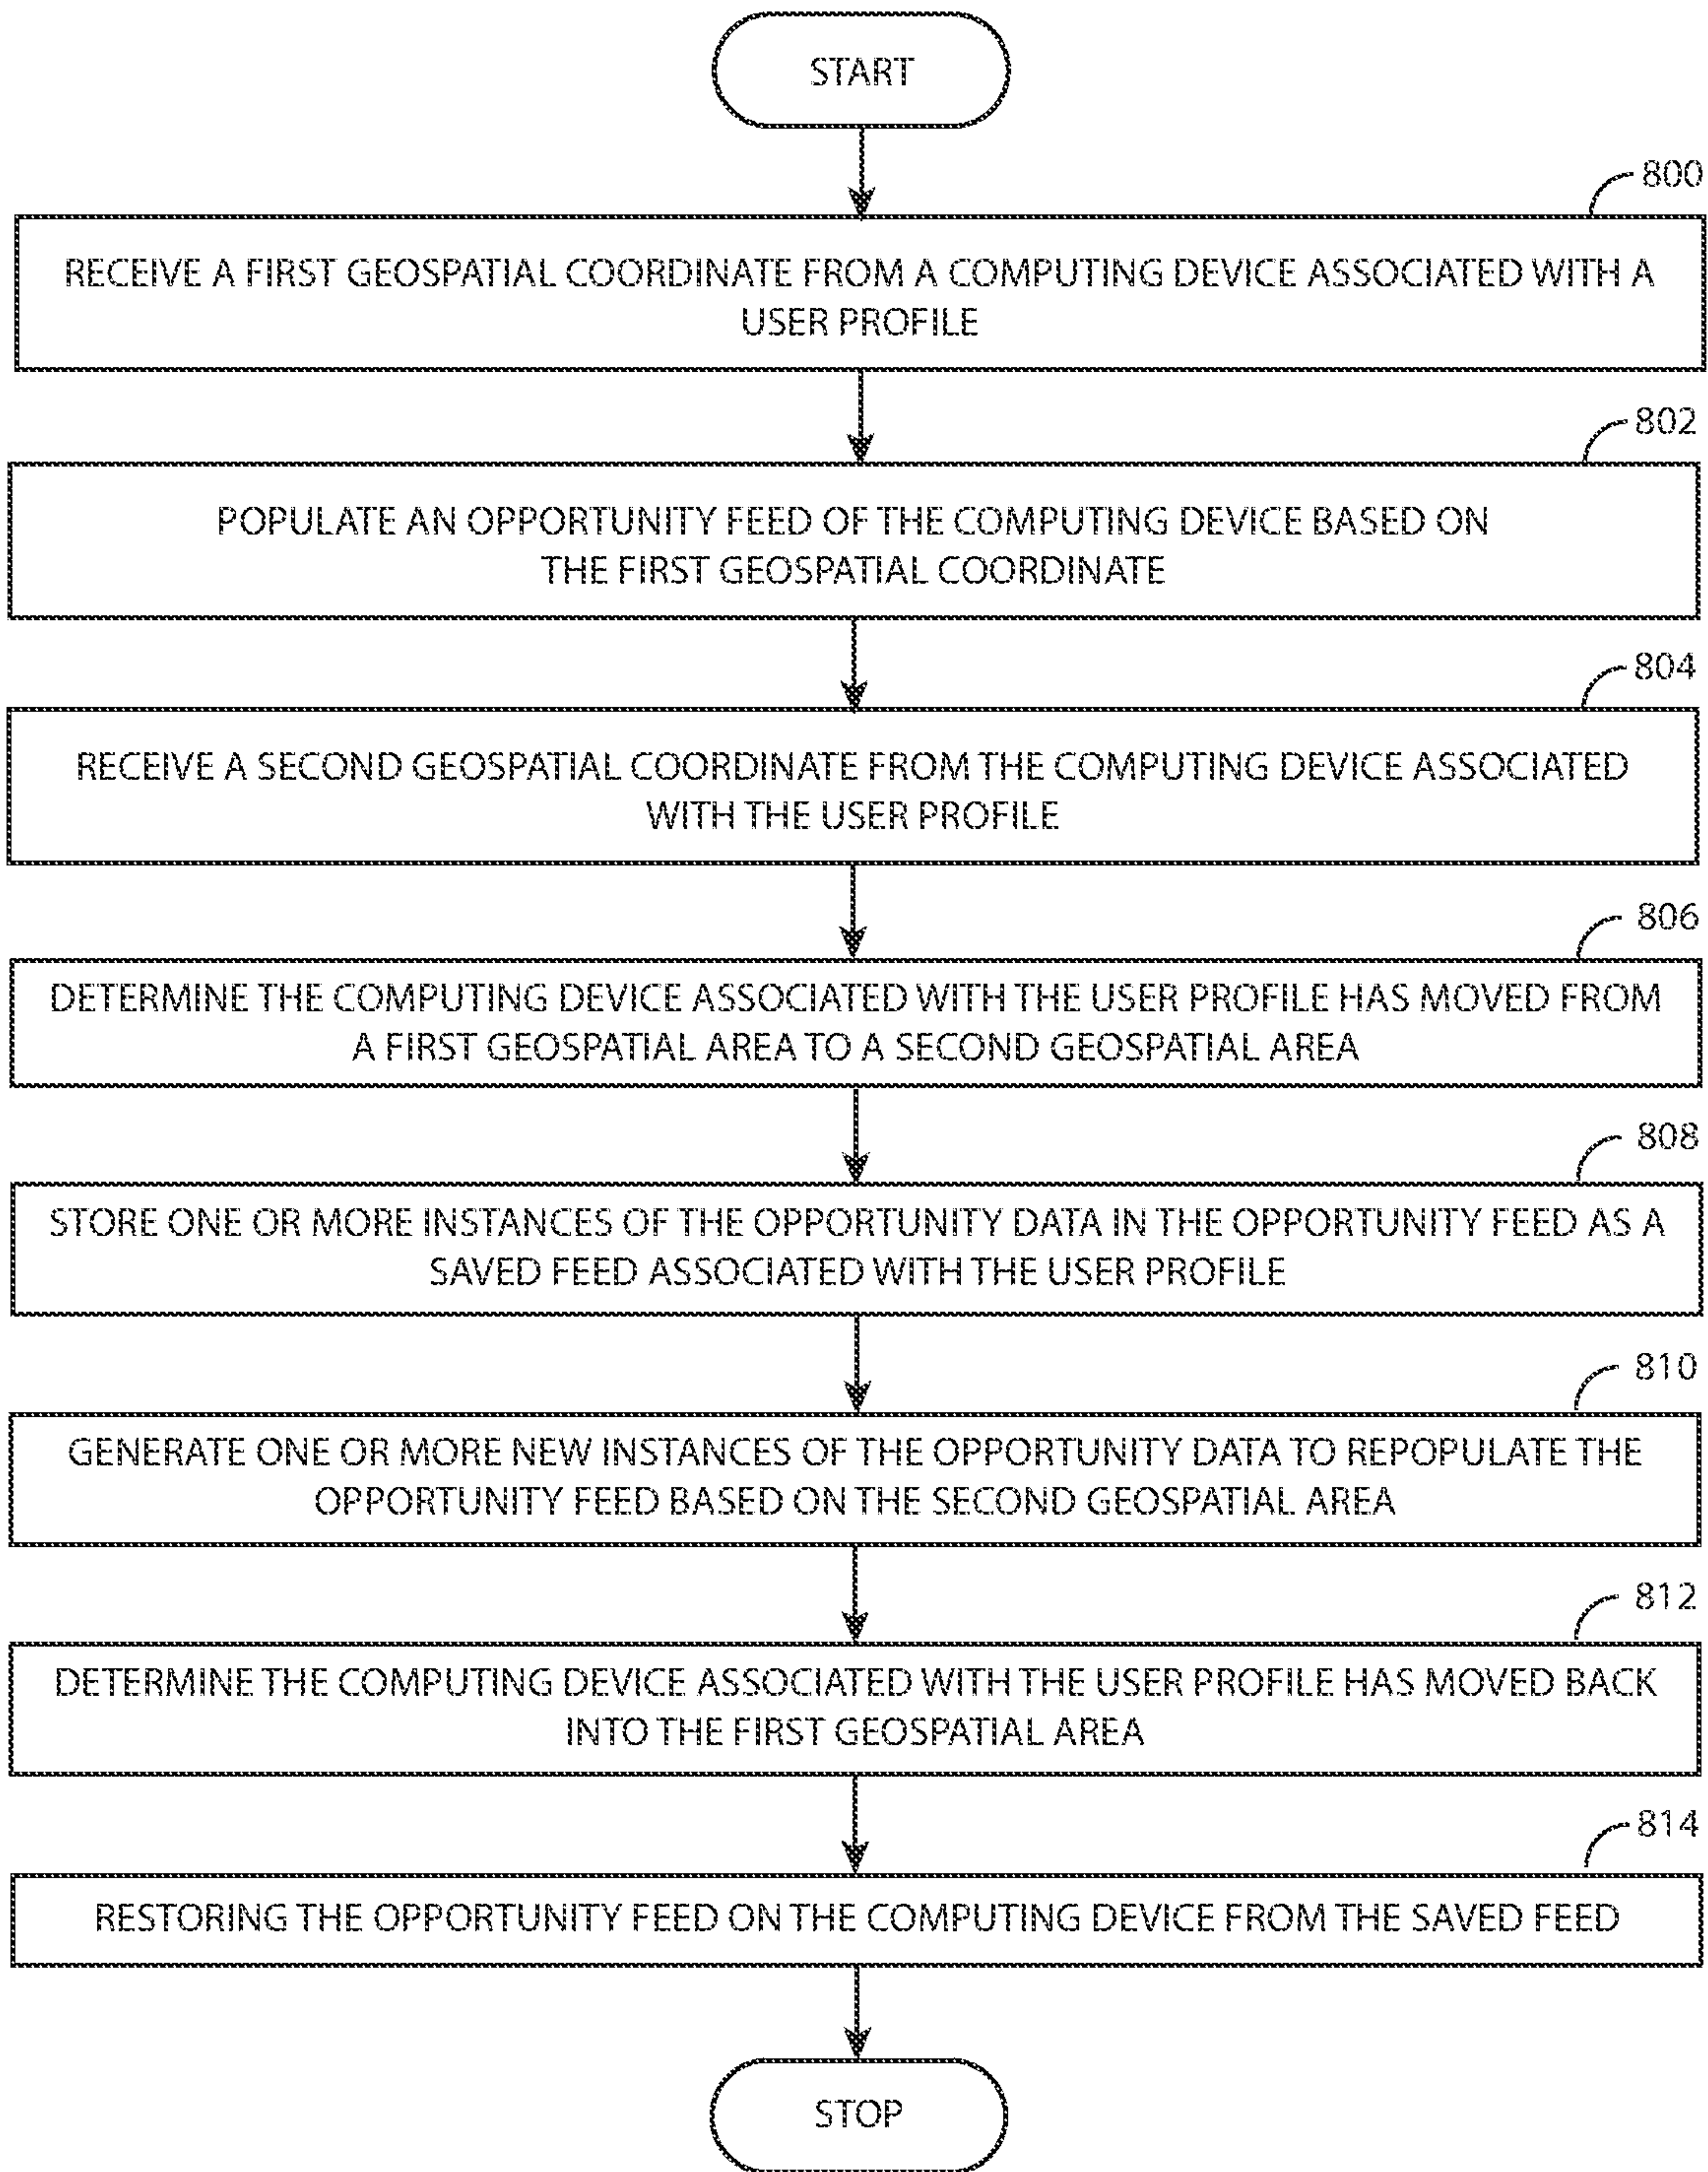 START
800
RECEIVE A FIRST GEOSPATIAL COORDINATE FROM A COMPUTING DEVICE ASSOCIATED WITH A
USER PROFILE
802
POPULATE AN OPPORTUNITY FEED OF THE COMPUTING DEVICE BASED ON
THE FIRST GEOSPATIAL COORDINATE
804
RECEIVE A SECOND GEOSPATIAL COORDINATE FROM THE COMPUTING DEVICE ASSOCIATED
WITH THE USER PROFILE
806
DETERMINE THE COMPUTING DEVICE ASSOCIATED WITH THE USER PROFILE HAS MOVED FROM
A FIRST GEOSPATIAL AREA TO A SECOND GEOSPATIAL AREA
808
STORE ONE OR MORE INSTANCES OF THE OPPORTUNITY DATA IN THE OPPORTUNITY FEED AS A
SAVED FEED ASSOCIATED WITH THE USER PROFILE
810
GENERATE ONE OR MORE NEW INSTANCES OF THE OPPORTUNITY DATA TO REPOPULATE THE
OPPORTUNITY FEED BASED ON THE SECOND GEOSPATIAL AREA
812
DETERMINE THE COMPUTING DEVICE ASSOCIATED WITH THE USER PROFILE HAS MOVED BACK
INTO THE FIRST GEOSPATIAL AREA
814
RESTORING THE OPPORTUNITY FEED ON THE COMPUTING DEVICE FROM THE SAVED FEED
STOP